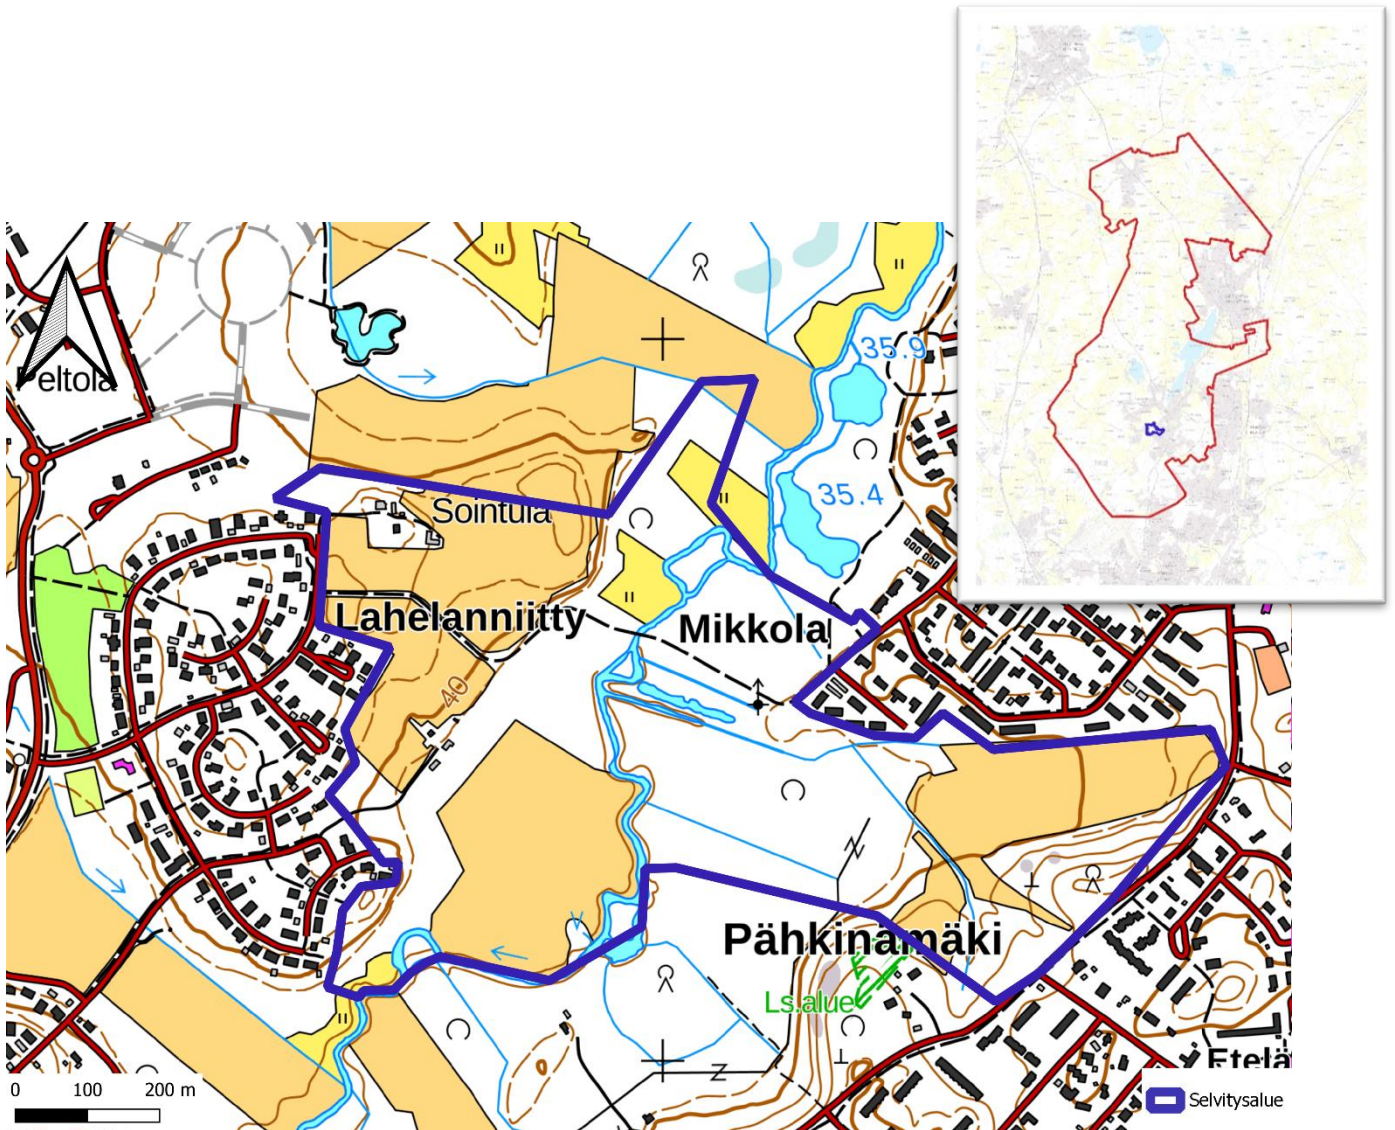 35.9
Peltola
35.4
Sointula
Lahelanniitty
Mikkola
40
Pähkinämäki
Ls.alue
Etelä
0 100 200 m
Selvitysalue